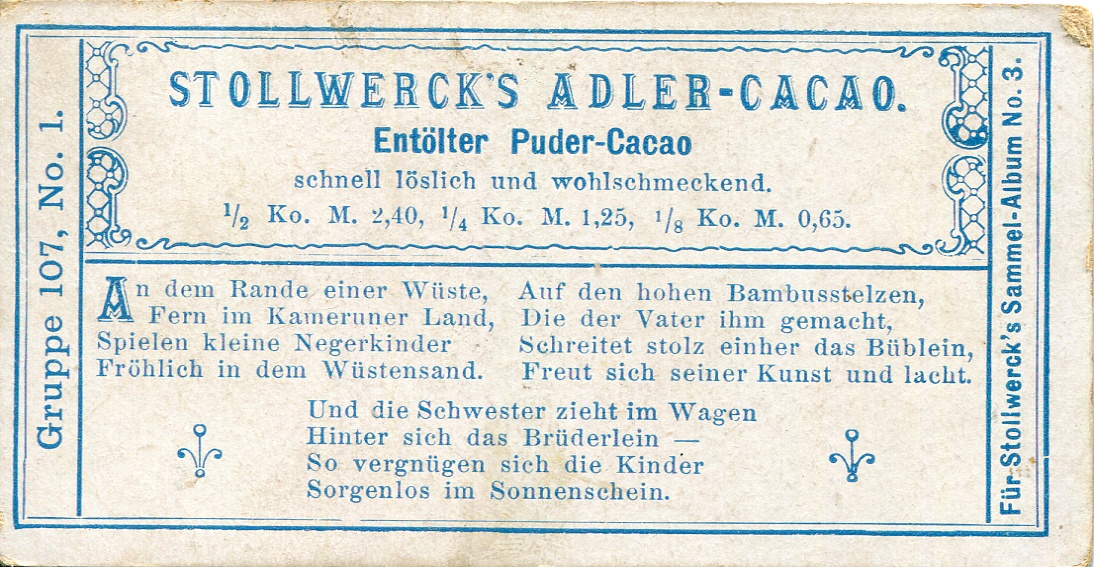 Gruppe 107, No. 1.
STOLLWERCK'S ADLER-CACAO.
Entölter Puder-Cacao
schnell löslich und wohlschmeckend.
1/2 Ko. M. 2,40, 1/4 Ko. M. 1,25, 1/8 Ko. M. 0,65.
An dem Rande einer Wüste,
Fern im Kameruner Land,
Spielen kleine Negerkinder
Fröhlich in dem Wüstensand.
Auf den hohen Bambusstelzen,
Die der Vater ihm gemacht,
Schreitet stolz einher das Büblein,
Freut sich seiner Kunst und lacht.
Und die Schwester zieht im Wagen
Hinter sich das Brüderlein —
So vergnügen sich die Kinder
Sorgenlos im Sonnenschein.
Für Stollwerck's Sammel-Album No. 3.